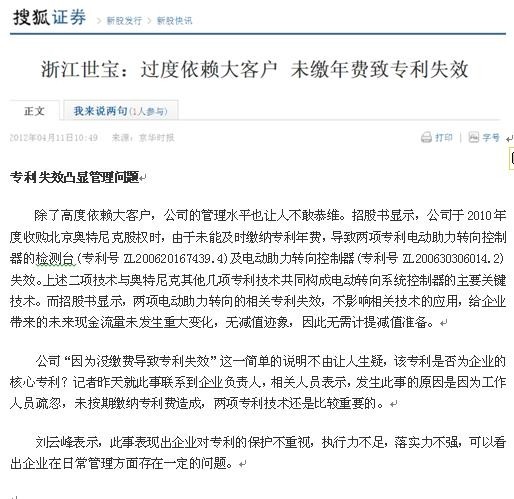 搜狐证券 > 新股发行 > 新股快讯
浙江世宝：过度依赖大客户 未缴年费致专利失效
正文 我来说两句(1人参与)
2012年04月11日10:49 来源：京华时报 打印 | 字号
专利失效凸显管理问题
除了高度依赖大客户，公司的管理水平也让人不敢恭维。招股书显示，公司于2010年
度收购北京奥特尼克股权时，由于未能及时缴纳专利年费，导致两项专利电动助力转向控制
器的检测台(专利号 ZL200620167439.4)及电动助力转向控制器(专利号 ZL200630306014.2)
失效。上述二项技术与奥特尼克其他几项专利技术共同构成电动转向系统控制器的主要关键
技术。而招股书显示，两项电动助力转向的相关专利失效，不影响相关技术的应用，给企业
带来的未来现金流量未发生重大变化，无减值迹象，因此无需计提减值准备。
公司“因为没缴费导致专利失效”这一简单的说明不由让人生疑，该专利是否为企业的
核心专利？记者昨天就此事联系到企业负责人，相关人员表示，发生此事的原因是因为工作
人员疏忽，未按期缴纳专利费造成，两项专利技术还是比较重要的。
刘云峰表示，此事表现出企业对专利的保护不重视，执行力不足，落实力不强，可以看
出企业在日常管理方面存在一定的问题。